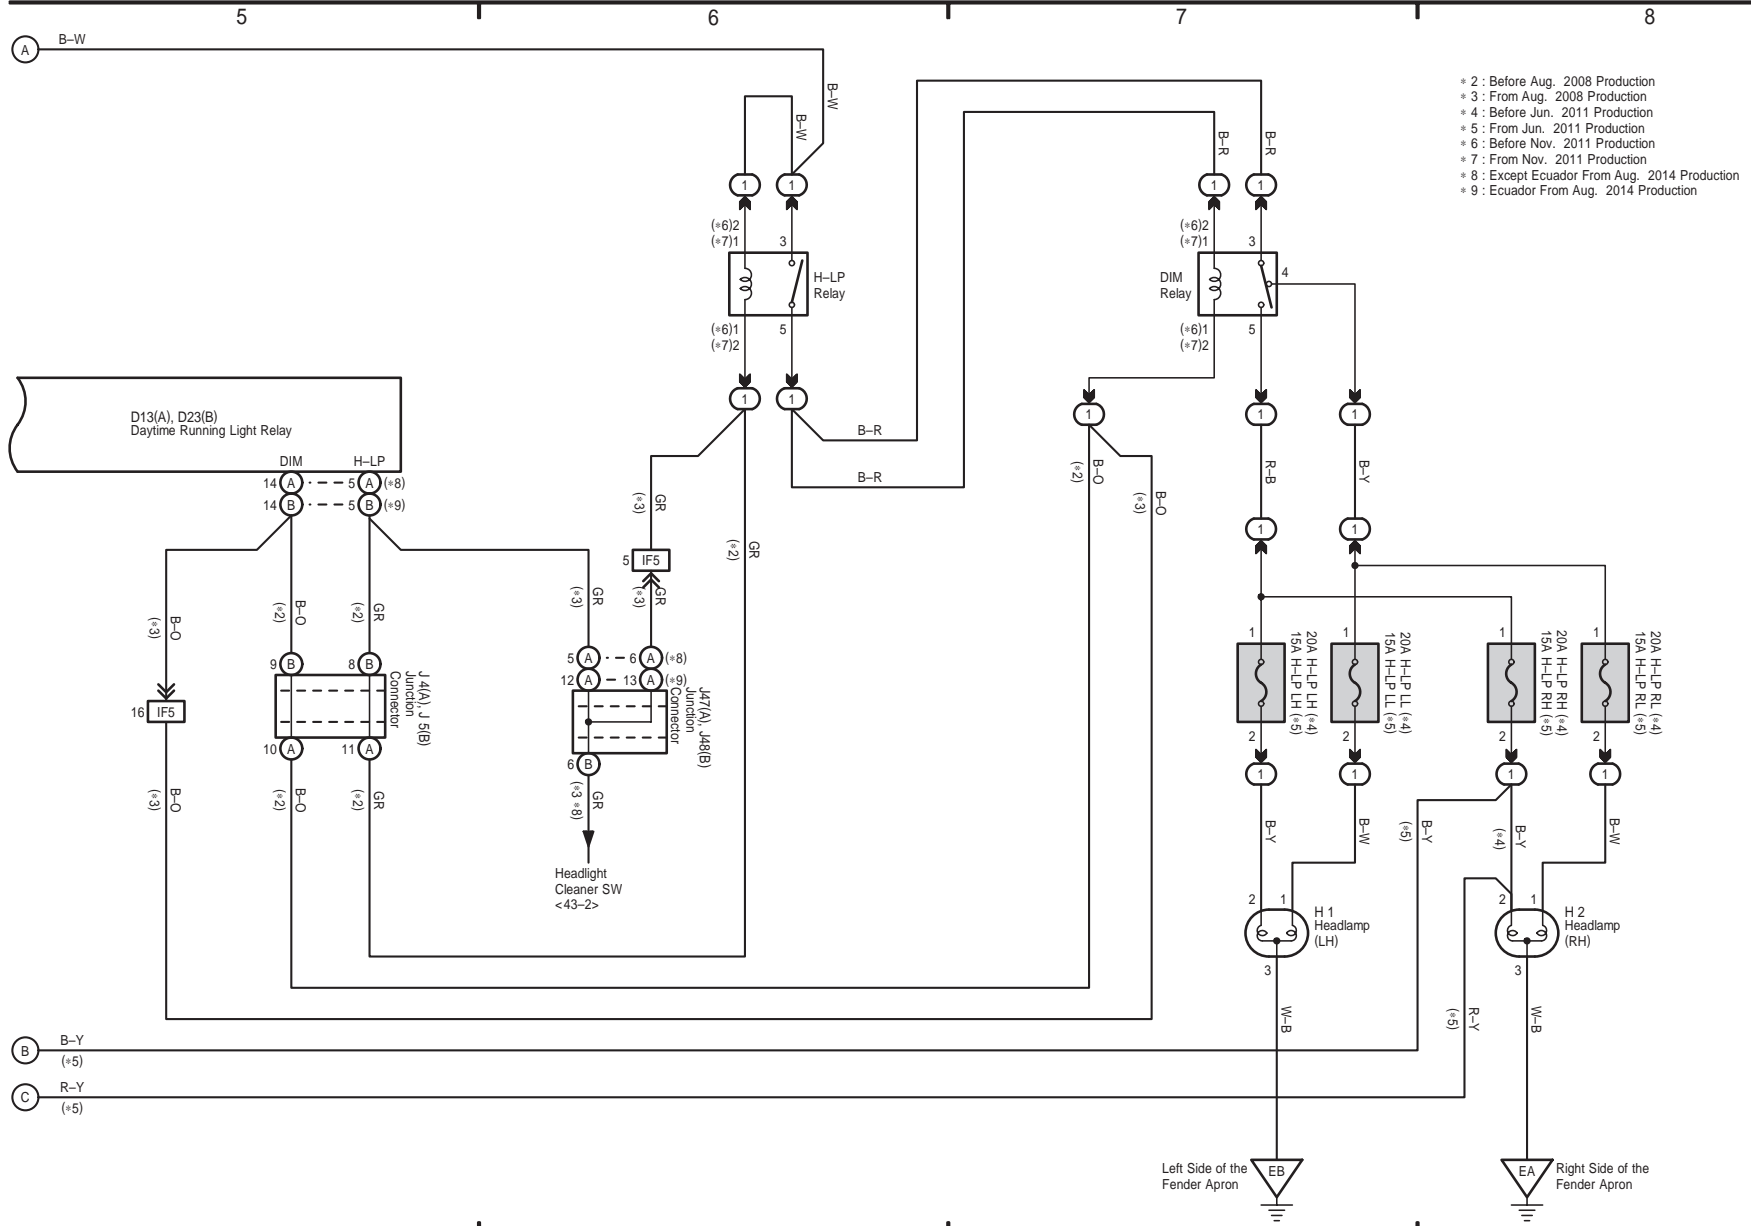 5
6
7
8
A
B–W
B–W
B–W
B–R
B–R
∗ 2 : Before Aug. 2008 Production
∗ 3 : From Aug. 2008 Production
∗ 4 : Before Jun. 2011 Production
∗ 5 : From Jun. 2011 Production
∗ 6 : Before Nov. 2011 Production
∗ 7 : From Nov. 2011 Production
∗ 8 : Except Ecuador From Aug. 2014 Production
∗ 9 : Ecuador From Aug. 2014 Production
1
1
1
1
(∗6)2
(∗7)1
3
(∗6)2
(∗7)1
3
H–LP
Relay
DIM
Relay
4
(∗6)1
(∗7)2
5
(∗6)1
(∗7)2
5
1
1
1
1
1
B–R
B–R
D13(A), D23(B)
Daytime Running Light Relay
DIM
H–LP
14 A
5 A (∗8)
14 B
5 B (∗9)
GR
(∗3)
GR
(∗2)
B–O
(∗2)
B–O
(∗3)
R–B
B–Y
1
1
5 IF5
B–O
(∗3)
B–O
(∗2)
GR
(∗2)
GR
(∗3)
GR
(∗3)
9 B
8 B
5 A
6 A (∗8)
12 A
13 A (∗9)
J 4(A), J 5(B)
Junction
Connector
J47(A), J48(B)
Junction
Connector
16 IF5
10 A
11 A
6 B
B–O
(∗3)
B–O
(∗2)
GR
(∗2)
GR
(∗3 ∗8)
Headlight
Cleaner SW
<43–2>
1
1
1
1
20A H–LP LH (∗4)
15A H–LP LH (∗5)
20A H–LP LL (∗4)
15A H–LP LL (∗5)
20A H–LP RH (∗4)
15A H–LP RH (∗5)
20A H–LP RL (∗4)
15A H–LP RL (∗5)
2
2
2
2
1
1
1
1
B–Y
B–W
B–Y
(∗5)
B–Y
(∗4)
B–W
2
1
H 1
Headlamp
(LH)
3
2
1
H 2
Headlamp
(RH)
3
W–B
R–Y
(∗5)
W–B
B
B–Y
(∗5)
C
R–Y
(∗5)
Left Side of the
Fender Apron
EB
EA
Right Side of the
Fender Apron